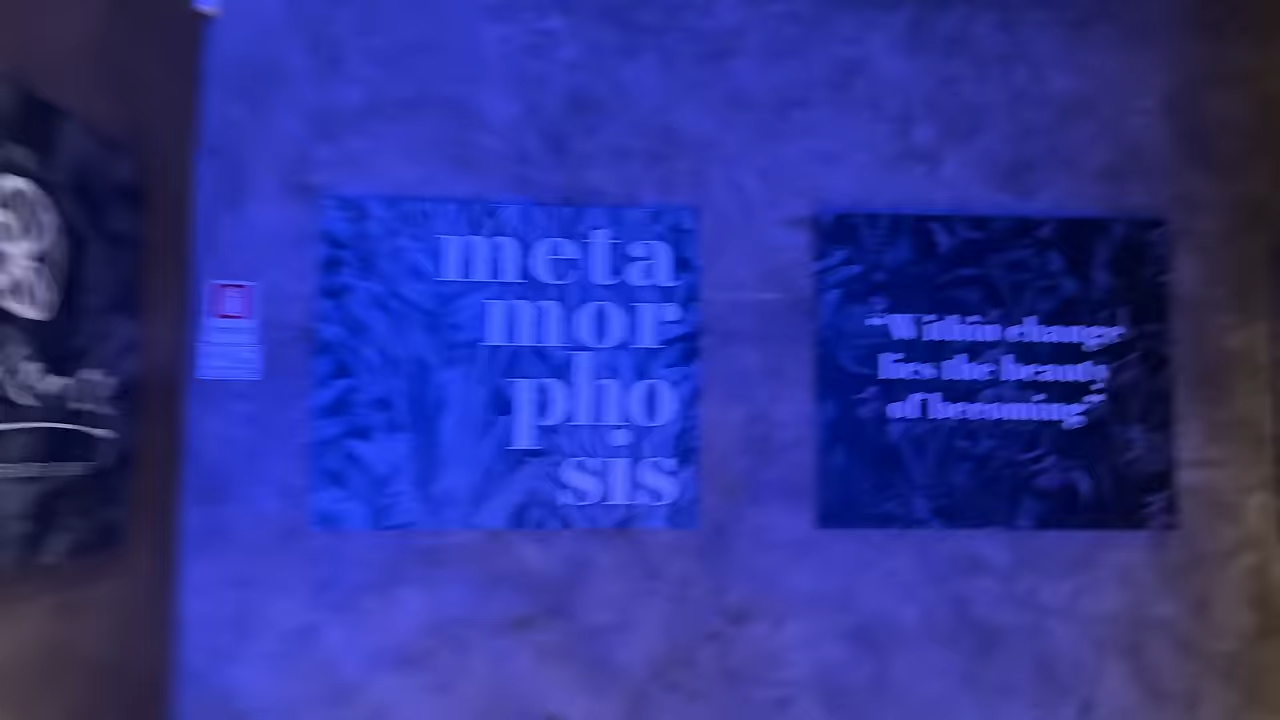 meta
mor
pho
sis
“Within change
lies the beauty
of becoming”